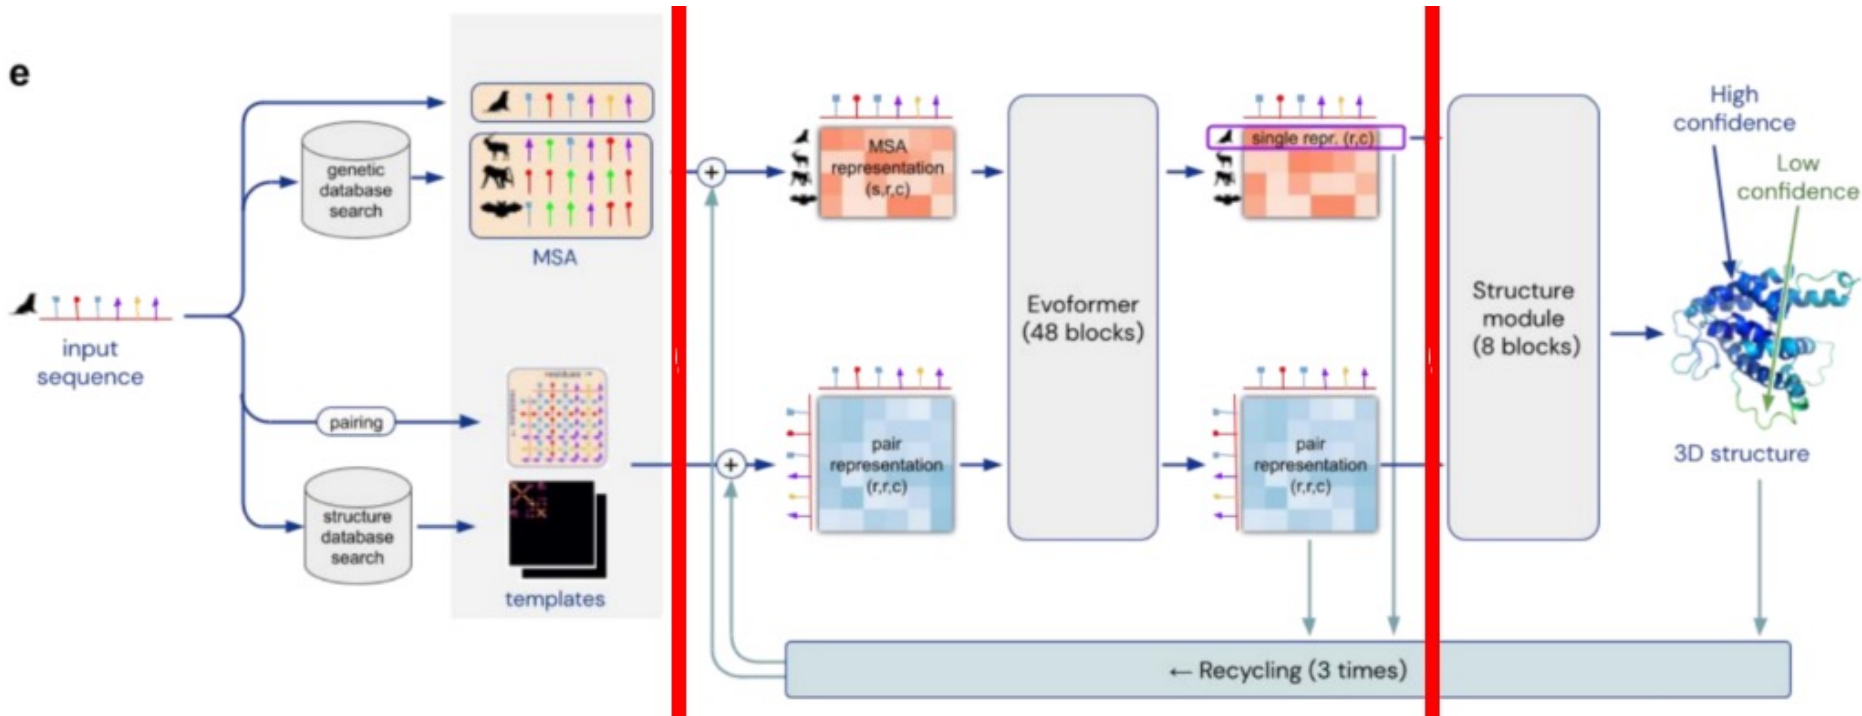 e
genetic
database
search
MSA
input
sequence
pairing
residues →
structure
database
search
templates
MSA
representation
(s,r,c)
pair
representation
(r,r,c)
Evoformer
(48 blocks)
single repr. (r,c)
pair
representation
(r,r,c)
Structure
module
(8 blocks)
High
confidence
Low
confidence
3D structure
← Recycling (3 times)